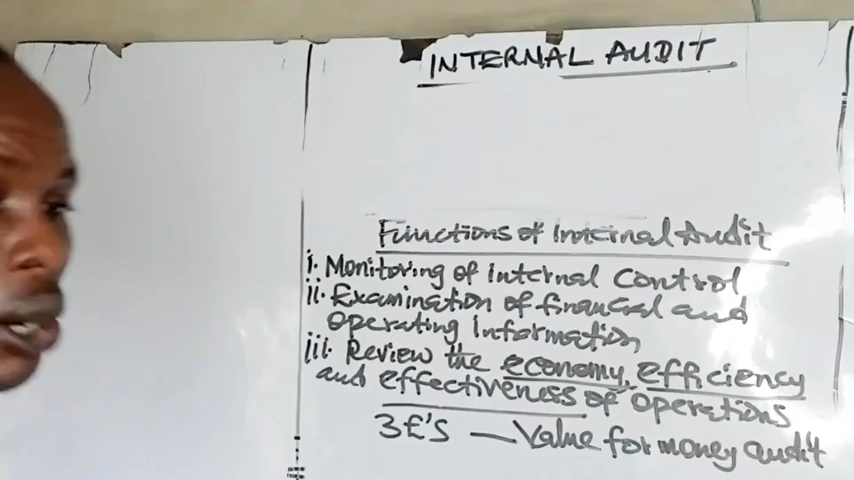 INTERNAL AUDIT
Functions of Internal Audit
i. Monitoring of internal control
ii. Examination of financial and
operating information
iii. Review the economy, efficiency
and effectiveness of operations
3E's — Value for money audit